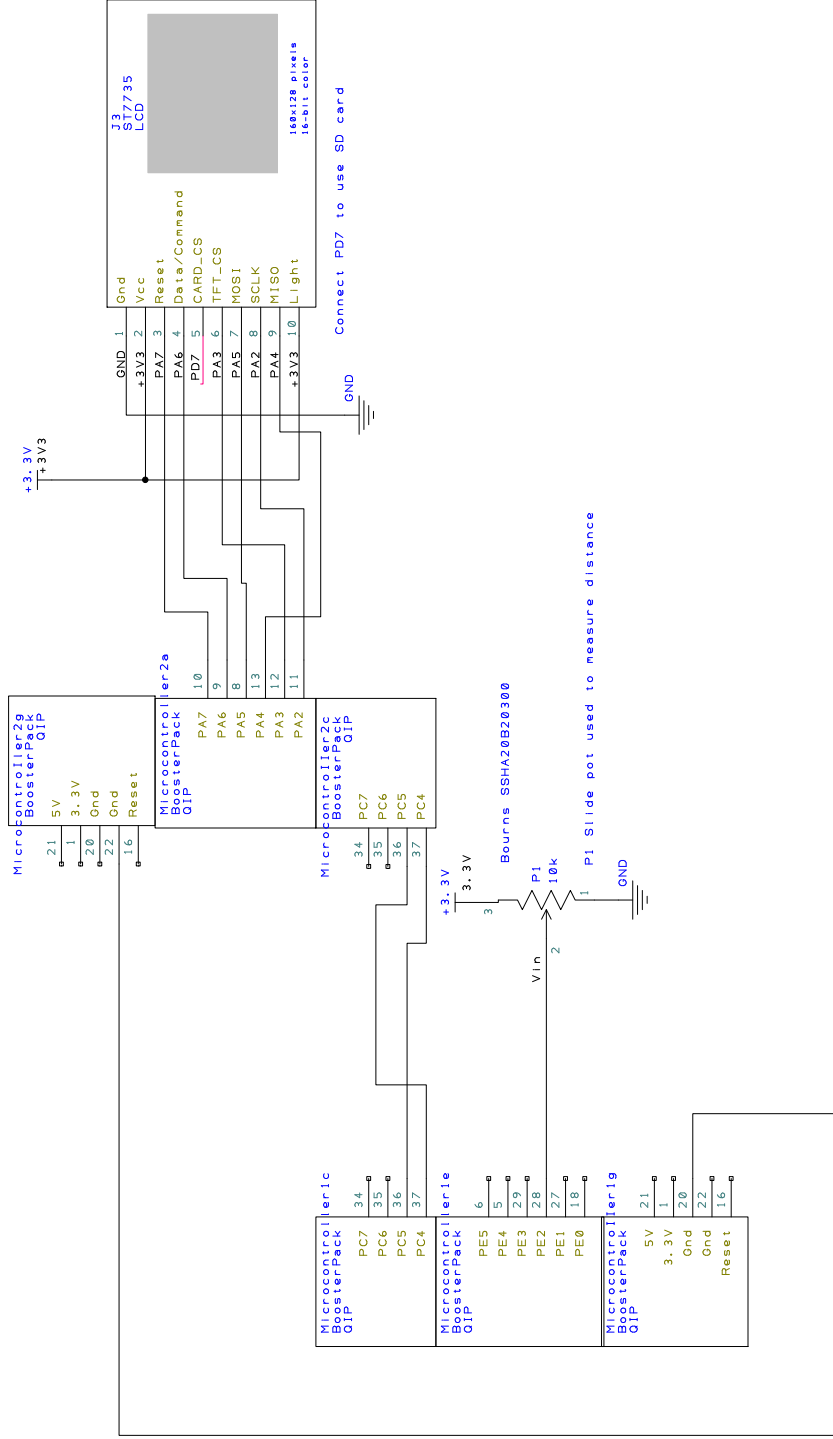 J3
ST7735
LCD
160x128 pixels
16-bit color
Gnd
Vcc
Reset
Data/Command
CARD_CS
TFT_CS
MOSI
SCLK
MISO
Light
1
2
3
4
5
6
7
8
9
10
GND
+3V3
PA7
PA6
PD7
PA3
PA5
PA2
PA4
+3V3
Connect PD7 to use SD card
GND
+3.3V
+3V3
Microcontroller2g
BoosterPack
QIP
5V
3.3V
Gnd
Gnd
Reset
21
1
20
22
16
Microcontroller2a
BoosterPack
QIP
PA7
PA6
PA5
PA4
PA3
PA2
10
9
8
13
12
11
Microcontroller2c
BoosterPack
QIP
PC7
PC6
PC5
PC4
34
35
36
37
Bourns SSHA20B20300
+3.3V
3.3V
3
P1
10k
1
2
Vin
GND
P1 Slide pot used to measure distance
Microcontroller1c
BoosterPack
QIP
PC7
PC6
PC5
PC4
34
35
36
37
Microcontroller1e
BoosterPack
QIP
PE5
PE4
PE3
PE2
PE1
PE0
6
5
29
28
27
18
Microcontroller1g
BoosterPack
QIP
5V
3.3V
Gnd
Gnd
Reset
21
1
20
22
16